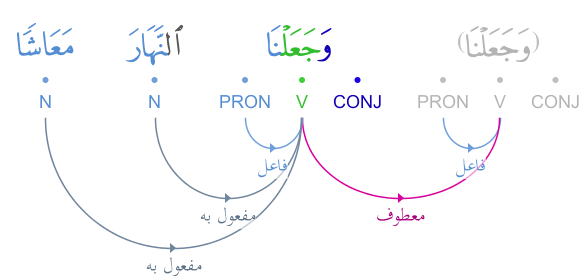 (وَجَعَلْنَا) وَجَعَلْنَا ٱلنَّهَارَ مَعَاشًا
CONJ V PRON CONJ V PRON N N
فاعل فاعل
معطوف مفعول به
مفعول به